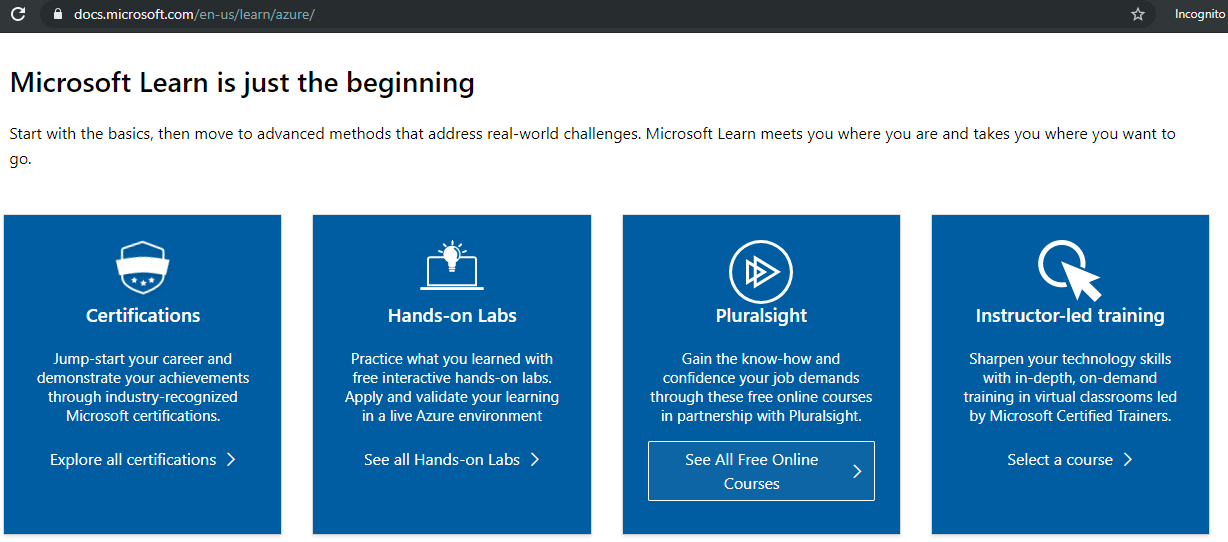 docs.microsoft.com/en-us/learn/azure/
Incognito
Microsoft Learn is just the beginning
Start with the basics, then move to advanced methods that address real-world challenges. Microsoft Learn meets you where you are and takes you where you want to
go.
Certifications
Jump-start your career and
demonstrate your achievements
through industry-recognized
Microsoft certifications.
Explore all certifications
Hands-on Labs
Practice what you learned with
free interactive hands-on labs.
Apply and validate your learning
in a live Azure environment
See all Hands-on Labs
Pluralsight
Gain the know-how and
confidence your job demands
through these free online courses
in partnership with Pluralsight.
See All Free Online
Courses
Instructor-led training
Sharpen your technology skills
with in-depth, on-demand
training in virtual classrooms led
by Microsoft Certified Trainers.
Select a course